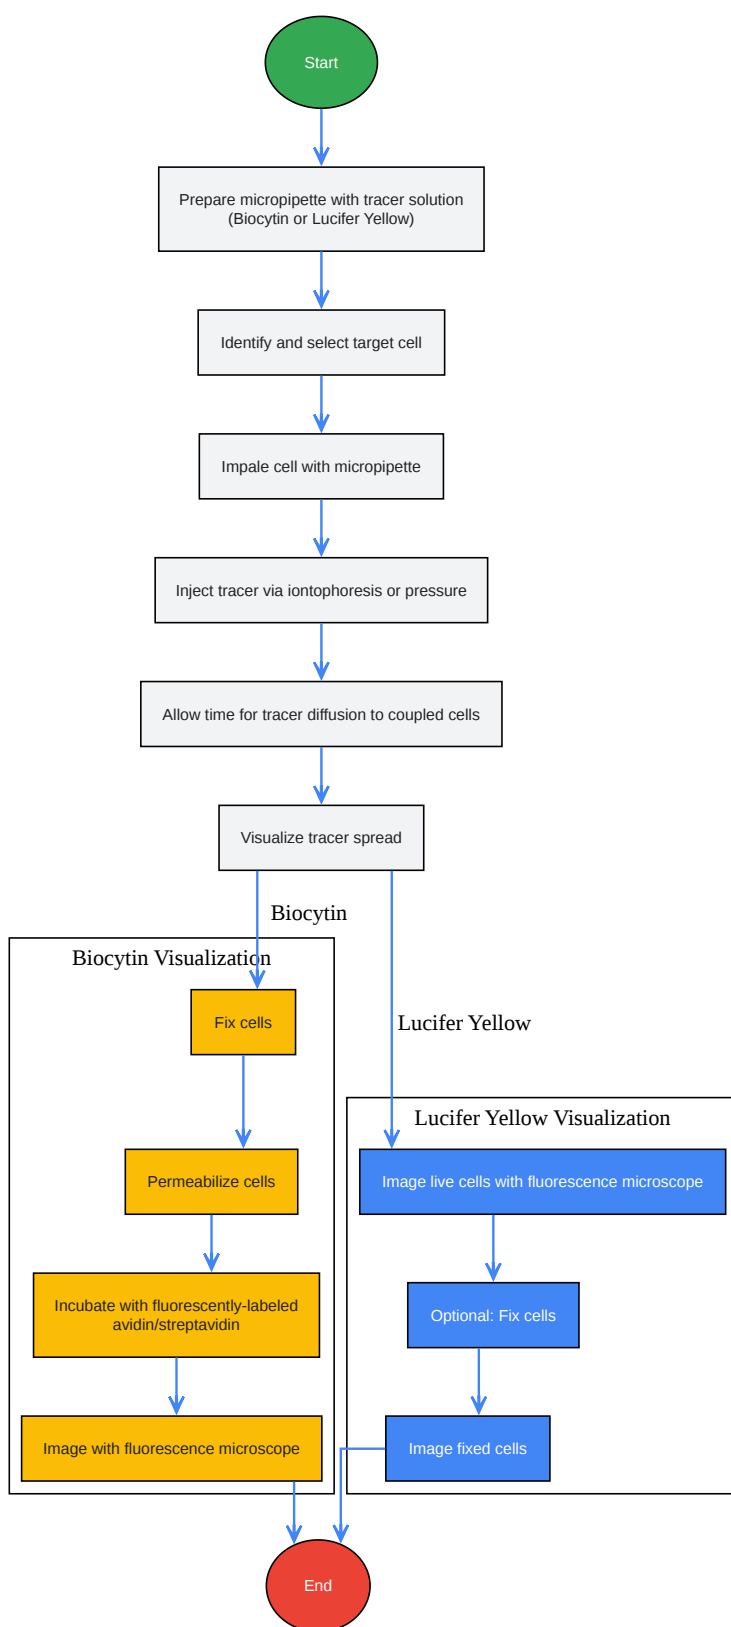 Start
Prepare micropipette with tracer solution
(Biocytin or Lucifer Yellow)
Identify and select target cell
Impale cell with micropipette
Inject tracer via iontophoresis or pressure
Allow time for tracer diffusion to coupled cells
Visualize tracer spread
Biocytin
Biocytin Visualization
Fix cells
Lucifer Yellow
Lucifer Yellow Visualization
Permeabilize cells
Image live cells with fluorescence microscope
Incubate with fluorescently-labeled
avidin/streptavidin
Optional: Fix cells
Image with fluorescence microscope
Image fixed cells
End